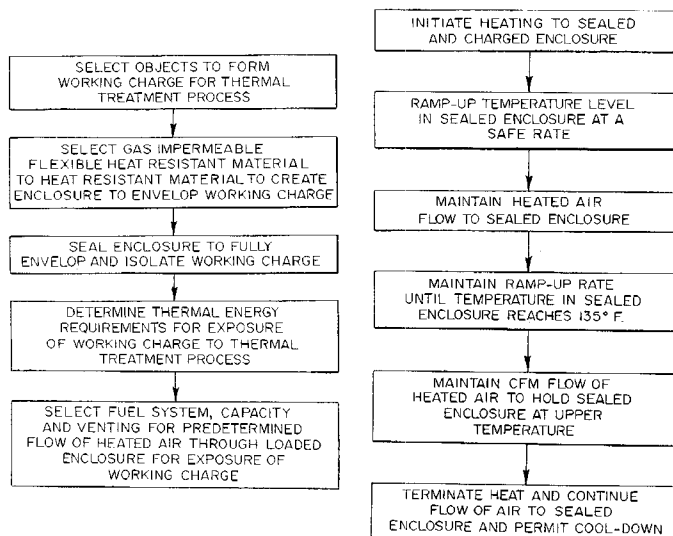 SELECT OBJECTS TO FORM
WORKING CHARGE FOR THERMAL
TREATMENT PROCESS
SELECT GAS IMPERMEABLE
FLEXIBLE HEAT RESISTANT MATERIAL
TO HEAT RESISTANT MATERIAL TO CREATE
ENCLOSURE TO ENVELOP WORKING CHARGE
SEAL ENCLOSURE TO FULLY
ENVELOP AND ISOLATE WORKING CHARGE
DETERMINE THERMAL ENERGY
REQUIREMENTS FOR EXPOSURE
OF WORKING CHARGE TO THERMAL
TREATMENT PROCESS
SELECT FUEL SYSTEM, CAPACITY
AND VENTING FOR PREDETERMINED
FLOW OF HEATED AIR THROUGH LOADED
ENCLOSURE FOR EXPOSURE OF
WORKING CHARGE
INITIATE HEATING TO SEALED
AND CHARGED ENCLOSURE
RAMP-UP TEMPERATURE LEVEL
IN SEALED ENCLOSURE AT A
SAFE RATE
MAINTAIN HEATED AIR
FLOW TO SEALED ENCLOSURE
MAINTAIN RAMP-UP RATE
UNTIL TEMPERATURE IN SEALED
ENCLOSURE REACHES 135° F.
MAINTAIN CFM FLOW OF
HEATED AIR TO HOLD SEALED
ENCLOSURE AT UPPER
TEMPERATURE
TERMINATE HEAT AND CONTINUE
FLOW OF AIR TO SEALED
ENCLOSURE AND PERMIT COOL-DOWN